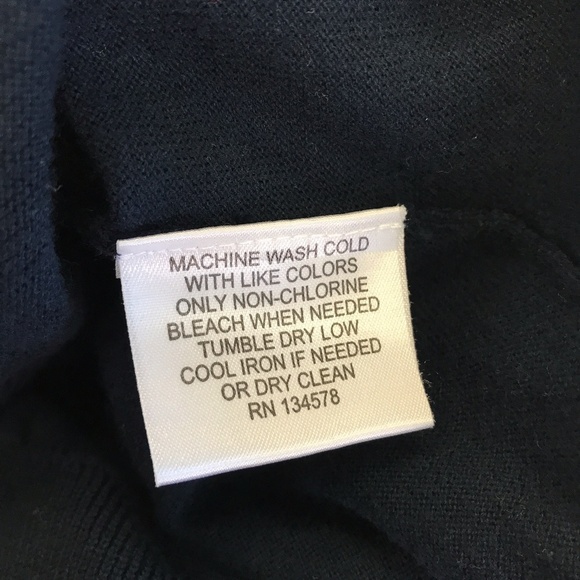 MACHINE WASH COLD
WITH LIKE COLORS
ONLY NON-CHLORINE
BLEACH WHEN NEEDED
TUMBLE DRY LOW
COOL IRON IF NEEDED
OR DRY CLEAN
RN 134578